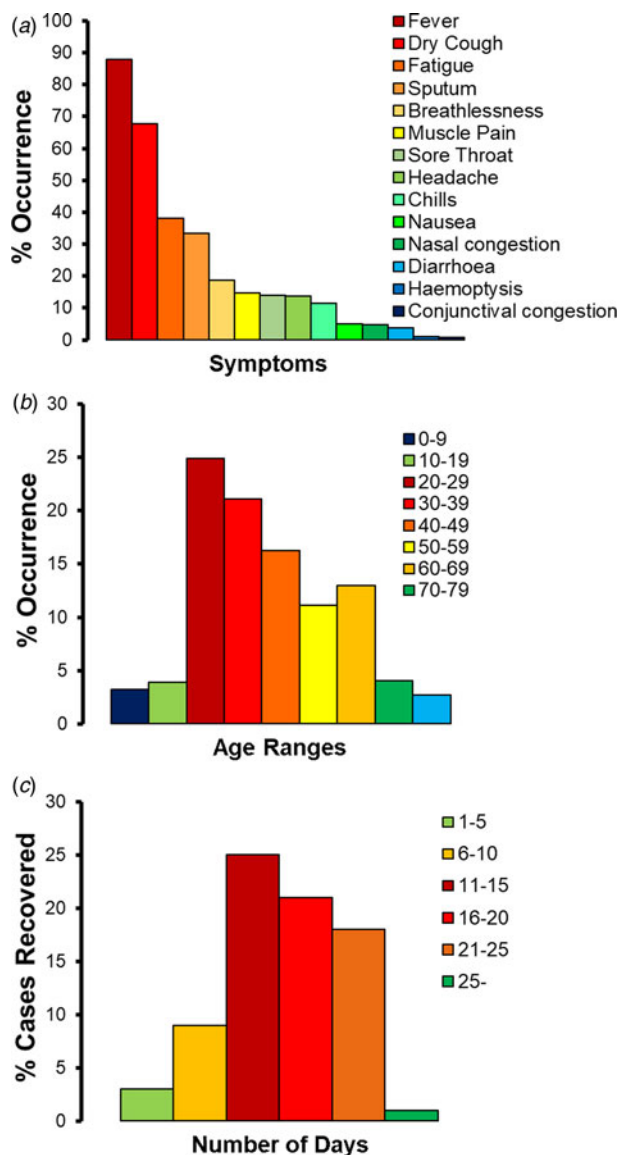 (a)
% Occurrence
100
90
80
70
60
50
40
30
20
10
0
Fever
Dry Cough
Fatigue
Sputum
Breathlessness
Muscle Pain
Sore Throat
Headache
Chills
Nausea
Nasal congestion
Diarrhoea
Haemoptysis
Conjunctival congestion
Symptoms
(b)
% Occurrence
30
25
20
15
10
5
0
0-9
10-19
20-29
30-39
40-49
50-59
60-69
70-79
Age Ranges
(c)
% Cases Recovered
30
25
20
15
10
5
0
1-5
6-10
11-15
16-20
21-25
25-
Number of Days